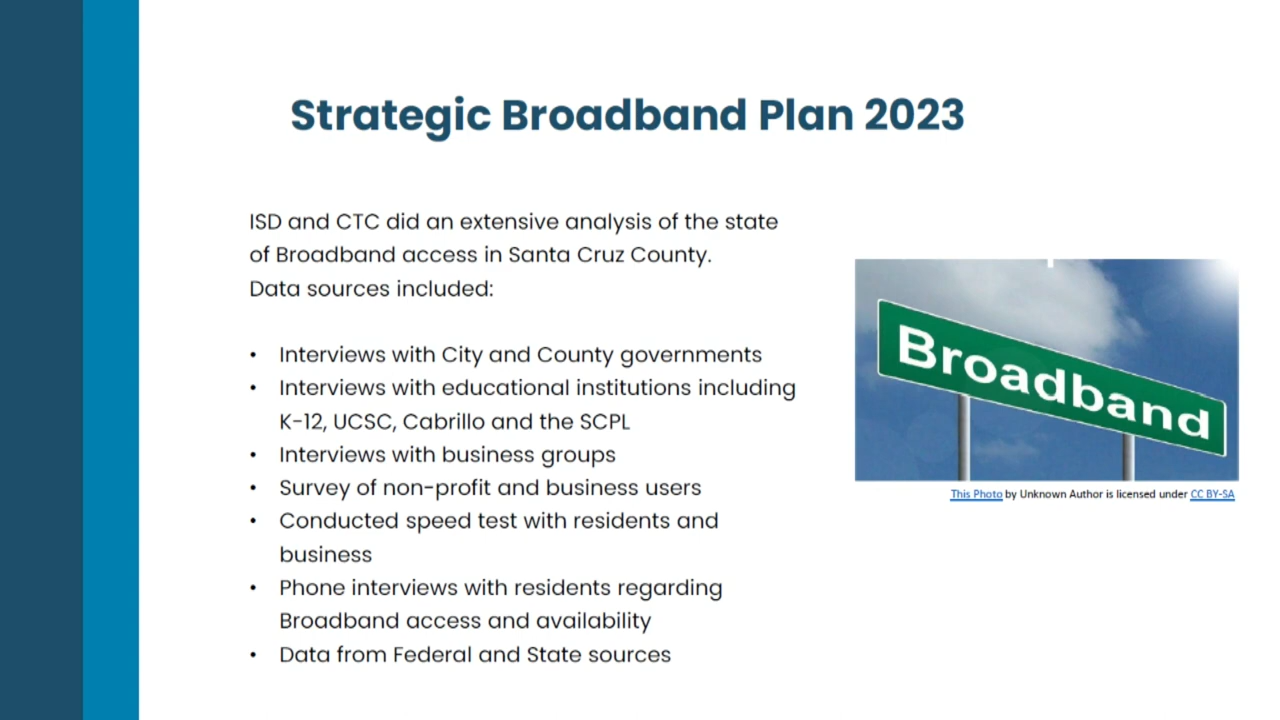 Strategic Broadband Plan 2023
ISD and CTC did an extensive analysis of the state
of Broadband access in Santa Cruz County.
Data sources included:
• Interviews with City and County governments
• Interviews with educational institutions including
K-12, UCSC, Cabrillo and the SCPL
• Interviews with business groups
• Survey of non-profit and business users
• Conducted speed test with residents and
business
• Phone interviews with residents regarding
Broadband access and availability
• Data from Federal and State sources
Broadband
This Photo by Unknown Author is licensed under CC BY-SA